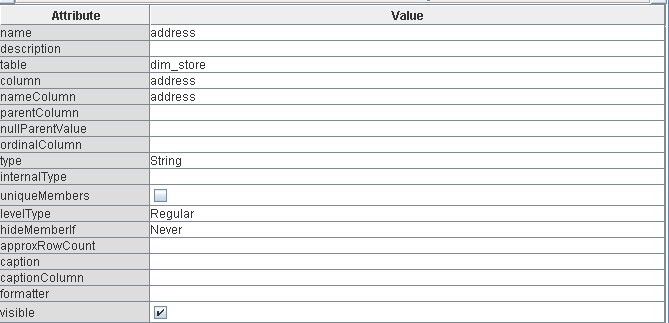 Attribute Value
name address
description
table dim_store
column address
nameColumn address
parentColumn
nullParentValue
ordinalColumn
type String
internalType
uniqueMembers
levelType Regular
hideMemberIf Never
approxRowCount
caption
captionColumn
formatter
visible